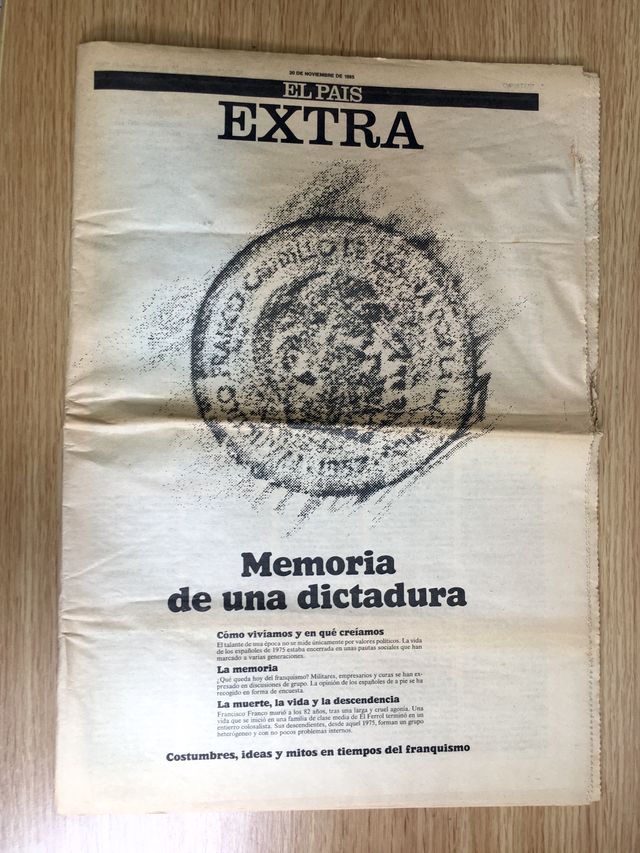 20 DE NOVIEMBRE DE 1985
EL PAIS
EXTRA
FRANCO CAUDILLO DE
1957
Memoria
de una dictadura
Cómo vivíamos y en qué creíamos
El talante de una época no se mide únicamente por valores políticos. La vida
de los españoles de 1975 estaba encerrada en unas pautas sociales que han
marcado a varias generaciones.
La memoria
¿Qué queda hoy del franquismo? Militares, empresarios y curas se han ex-
presado en discusiones de grupo. La opinión de los españoles de a pie se ha
recogido en forma de encuesta.
La muerte, la vida y la descendencia
Francisco Franco murió a los 82 años, tras una larga y cruel agonía. Una
vida que se inició en una familia de clase media de El Ferrol terminó en un
entierro colosalista. Sus descendientes, desde aquel 1975, forman un grupo
heterogéneo y con no pocos problemas internos.
Costumbres, ideas y mitos en tiempos del franquismo